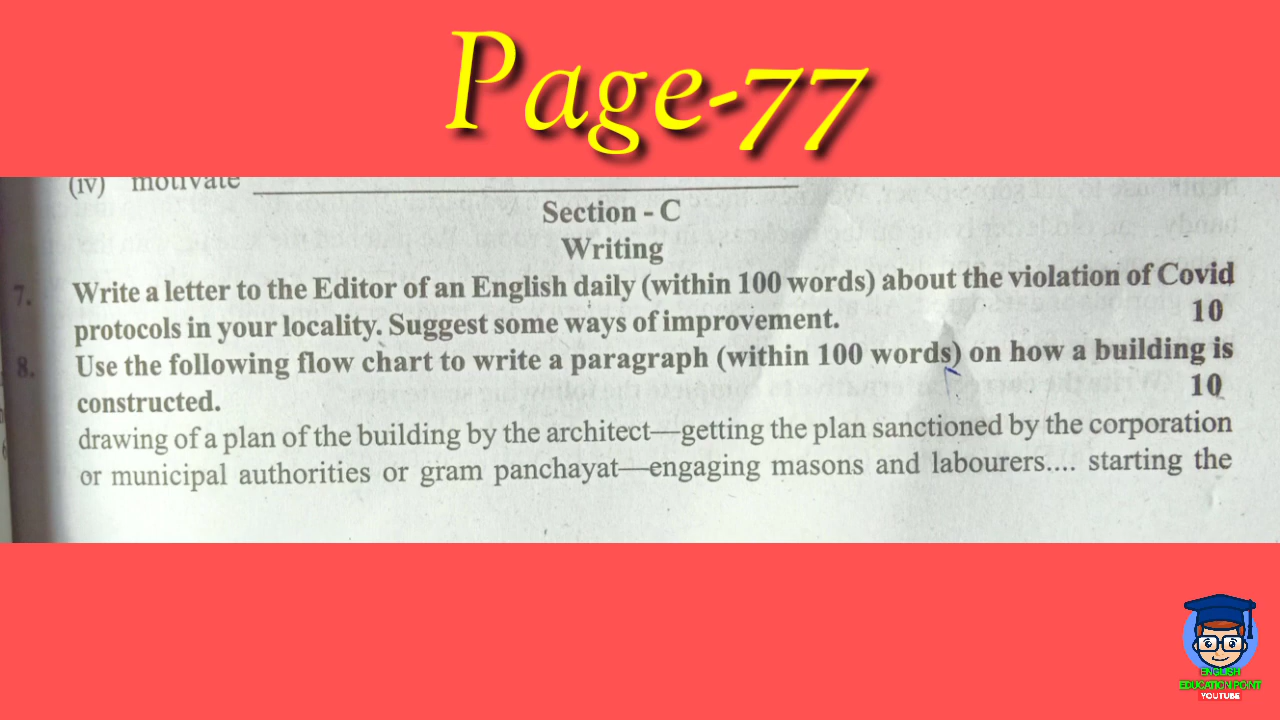 Page-77
(iv) motivate
Section - C
Writing
7. Write a letter to the Editor of an English daily (within 100 words) about the violation of Covid
protocols in your locality. Suggest some ways of improvement. 10
8. Use the following flow chart to write a paragraph (within 100 words) on how a building is
constructed. 10
drawing of a plan of the building by the architect—getting the plan sanctioned by the corporation
or municipal authorities or gram panchayat—engaging masons and labourers.... starting the
ENGLISH
EDUCATION POINT
YOUTUBE